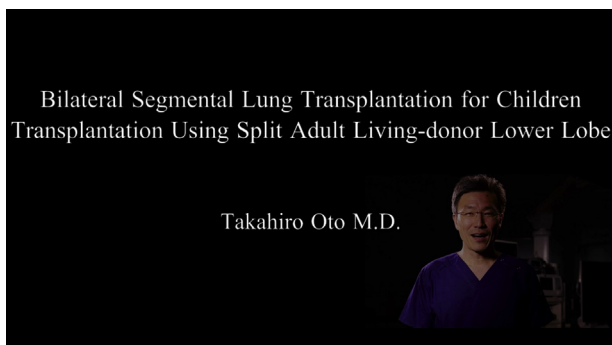 Bilateral Segmental Lung Transplantation for Children
Transplantation Using Split Adult Living-donor Lower Lobe
Takahiro Oto M.D.